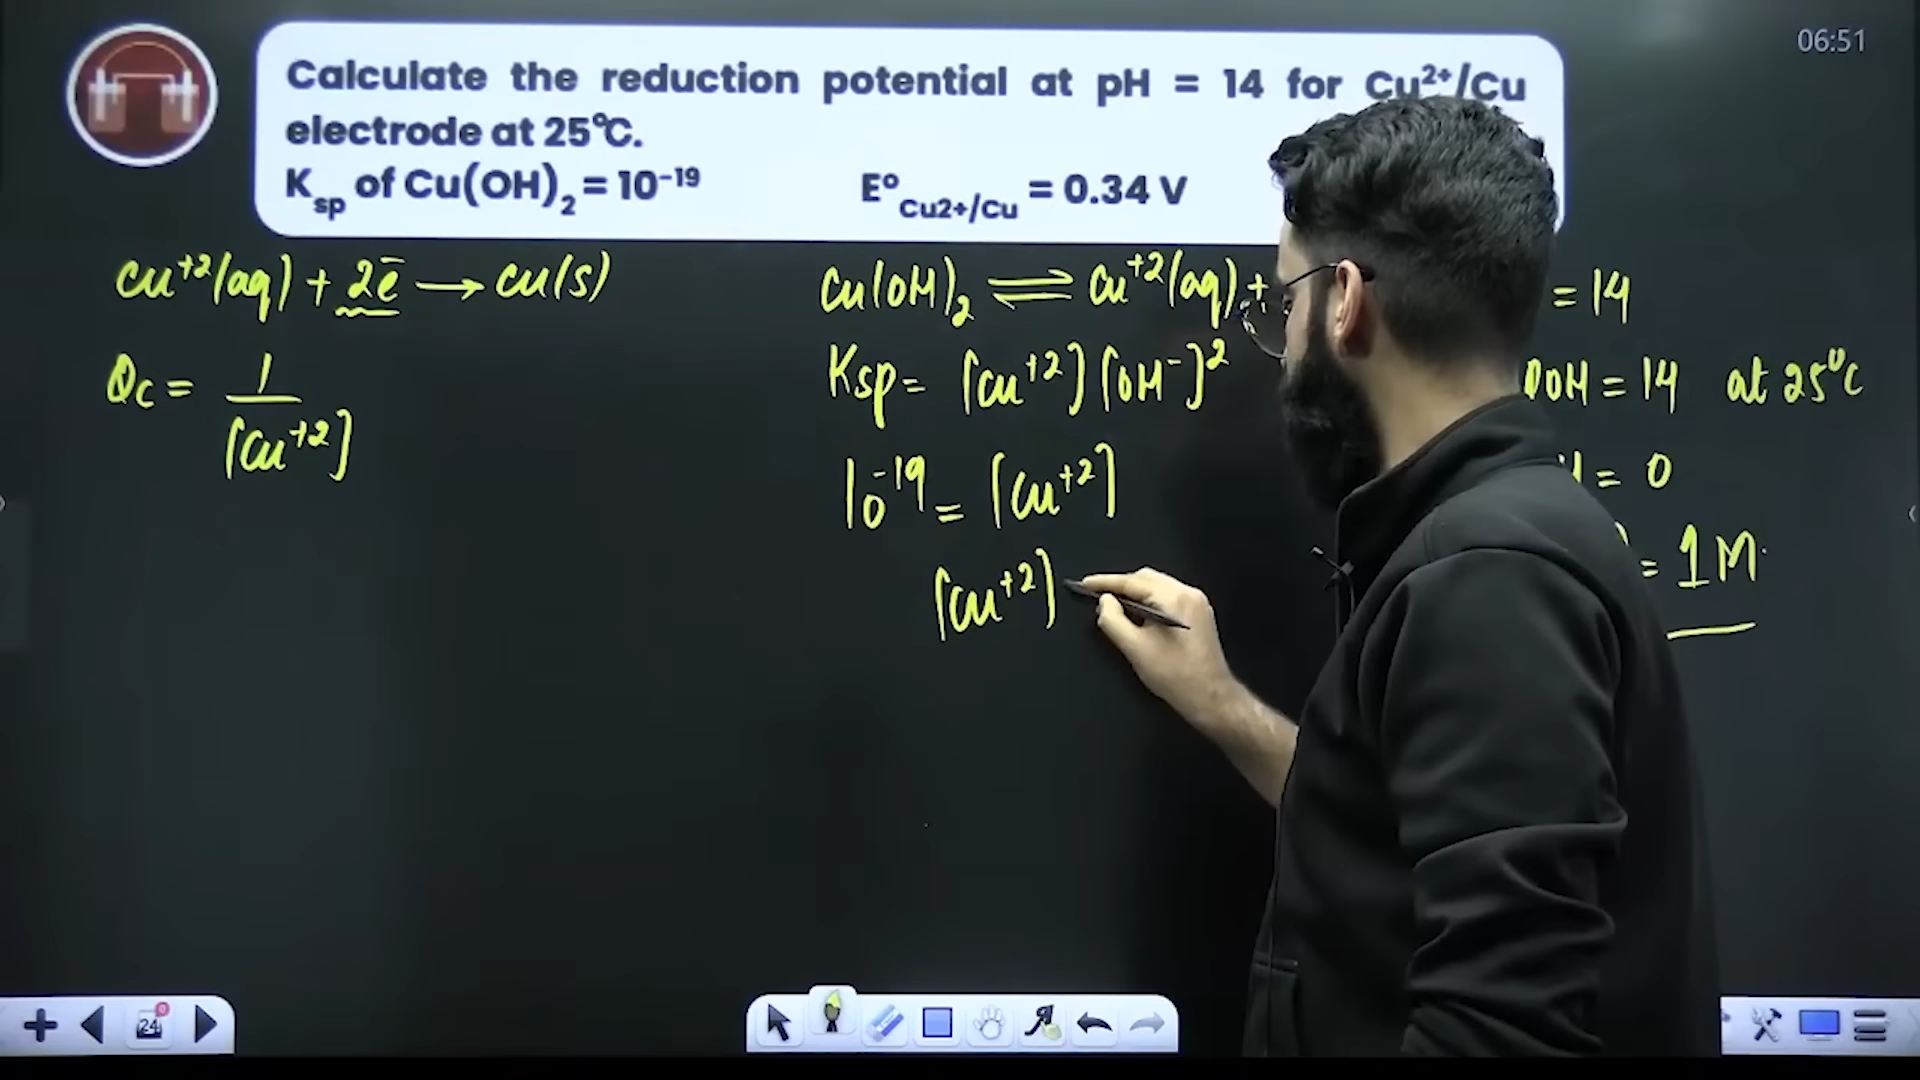 06:51
Calculate the reduction potential at pH = 14 for Cu²⁺/Cu
electrode at 25°C.
Ksp of Cu(OH)₂ = 10⁻¹⁹ E° Cu2+/Cu = 0.34 V
Cu⁺²(aq) + 2e⁻ → Cu(s)
Qc = 1 / [Cu⁺²]
Cu(OH)₂ ⇌ Cu⁺²(aq) +
Ksp = [Cu⁺²] [OH⁻]²
10⁻¹⁹ = [Cu⁺²]
[Cu⁺²]
= 14
pOH = 14 at 25°C
= 0
= 1M
24